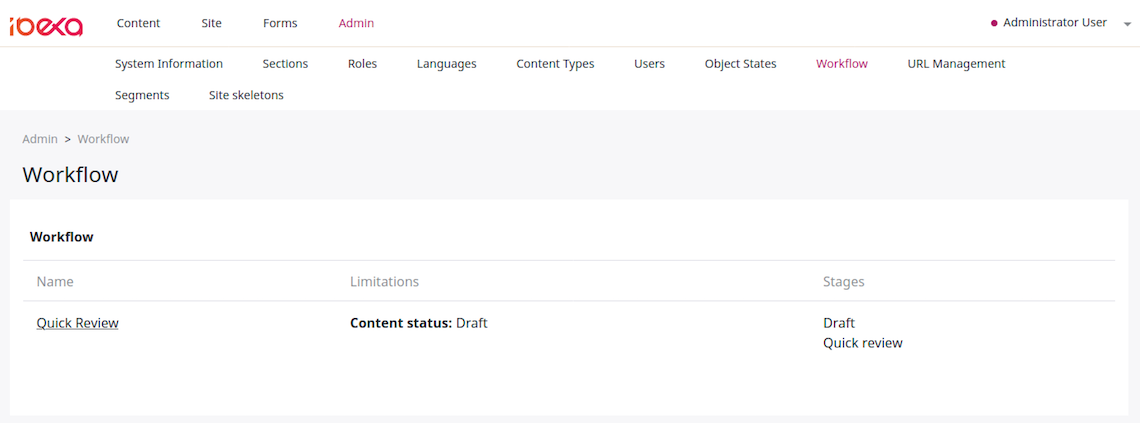 ibexa Content Site Forms Admin Administrator User
System Information Sections Roles Languages Content Types Users Object States Workflow URL Management
Segments Site skeletons
Admin > Workflow
Workflow
Workflow
Name Limitations Stages
Quick Review Content status: Draft Draft
Quick review